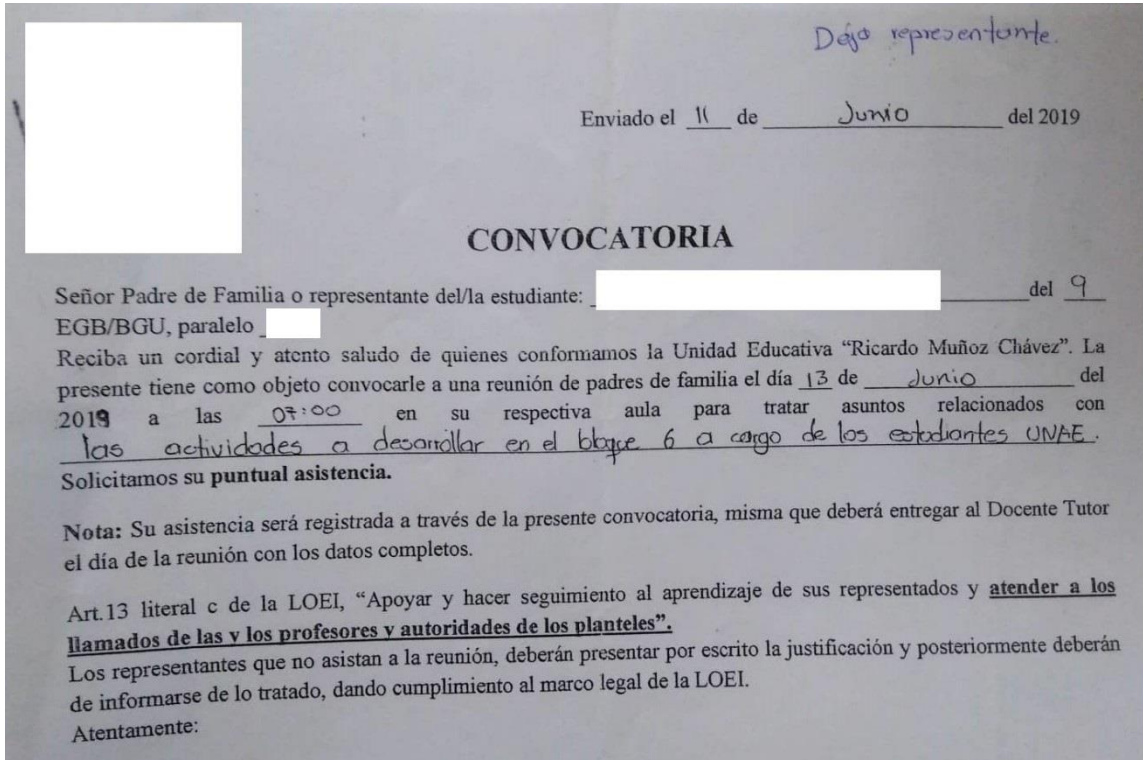 Dejo representante.
Enviado el 11 de Junio del 2019
CONVOCATORIA
Señor Padre de Familia o representante del/la estudiante: del 9
EGB/BGU, paralelo
Reciba un cordial y atento saludo de quienes conformamos la Unidad Educativa “Ricardo Muñoz Chávez”. La
presente tiene como objeto convocarle a una reunión de padres de familia el día 13 de Junio del
2019 a las 07:00 en su respectiva aula para tratar asuntos relacionados con
las actividades a desarrollar en el bloque 6 a cargo de los estudiantes UNAE.
Solicitamos su puntual asistencia.
Nota: Su asistencia será registrada a través de la presente convocatoria, misma que deberá entregar al Docente Tutor
el día de la reunión con los datos completos.
Art.13 literal c de la LOEI, “Apoyar y hacer seguimiento al aprendizaje de sus representados y atender a los
llamados de las y los profesores y autoridades de los planteles”.
Los representantes que no asistan a la reunión, deberán presentar por escrito la justificación y posteriormente deberán
de informarse de lo tratado, dando cumplimiento al marco legal de la LOEI.
Atentamente: